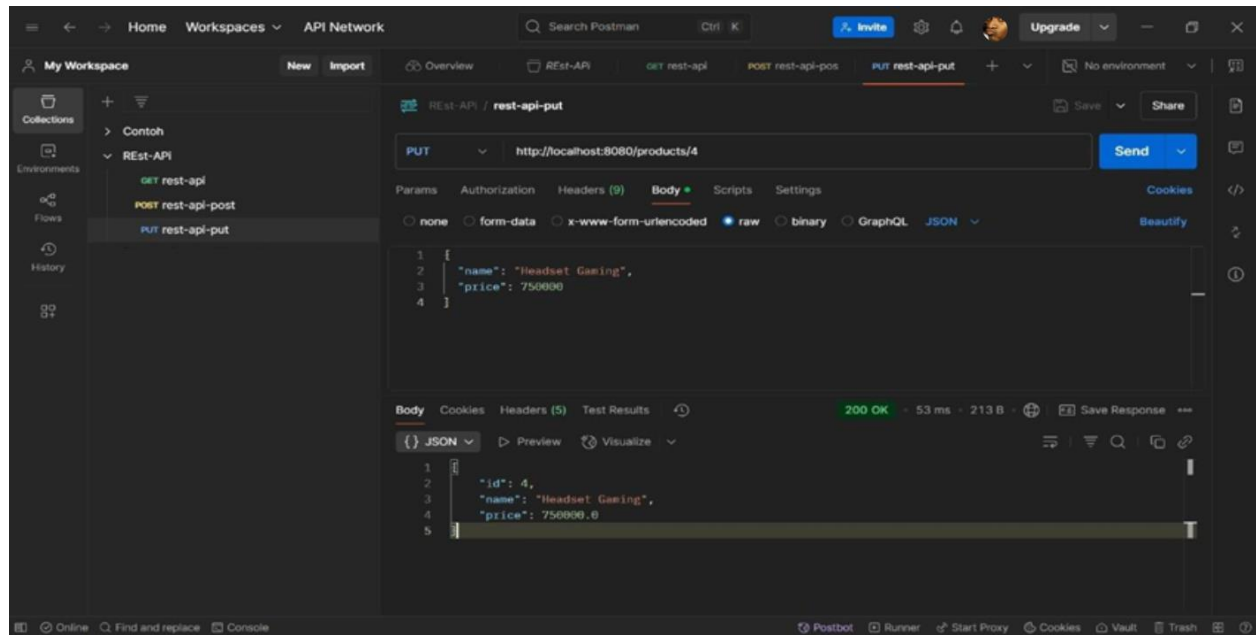 Home Workspaces API Network Search Postman Ctrl K Invite Upgrade
My Workspace New Import Overview REst-API GET rest-api POST rest-api-pos PUT rest-api-put No environment
Collections
Environments
Flows
History
Contoh
REst-API
GET rest-api
POST rest-api-post
PUT rest-api-put
REst-API / rest-api-put Save Share
PUT http://localhost:8080/products/4 Send
Params Authorization Headers (9) Body Scripts Settings Cookies
none form-data x-www-form-urlencoded raw binary GraphQL JSON Beautify
1 {
2 "name": "Headset Gaming",
3 "price": 750000
4 }
Body Cookies Headers (5) Test Results 200 OK 53 ms 213 B Save Response
{} JSON Preview Visualize
1 {
2 "id": 4,
3 "name": "Headset Gaming",
4 "price": 750000.0
5 }
Online Find and replace Console Postbot Runner Start Proxy Cookies Vault Trash